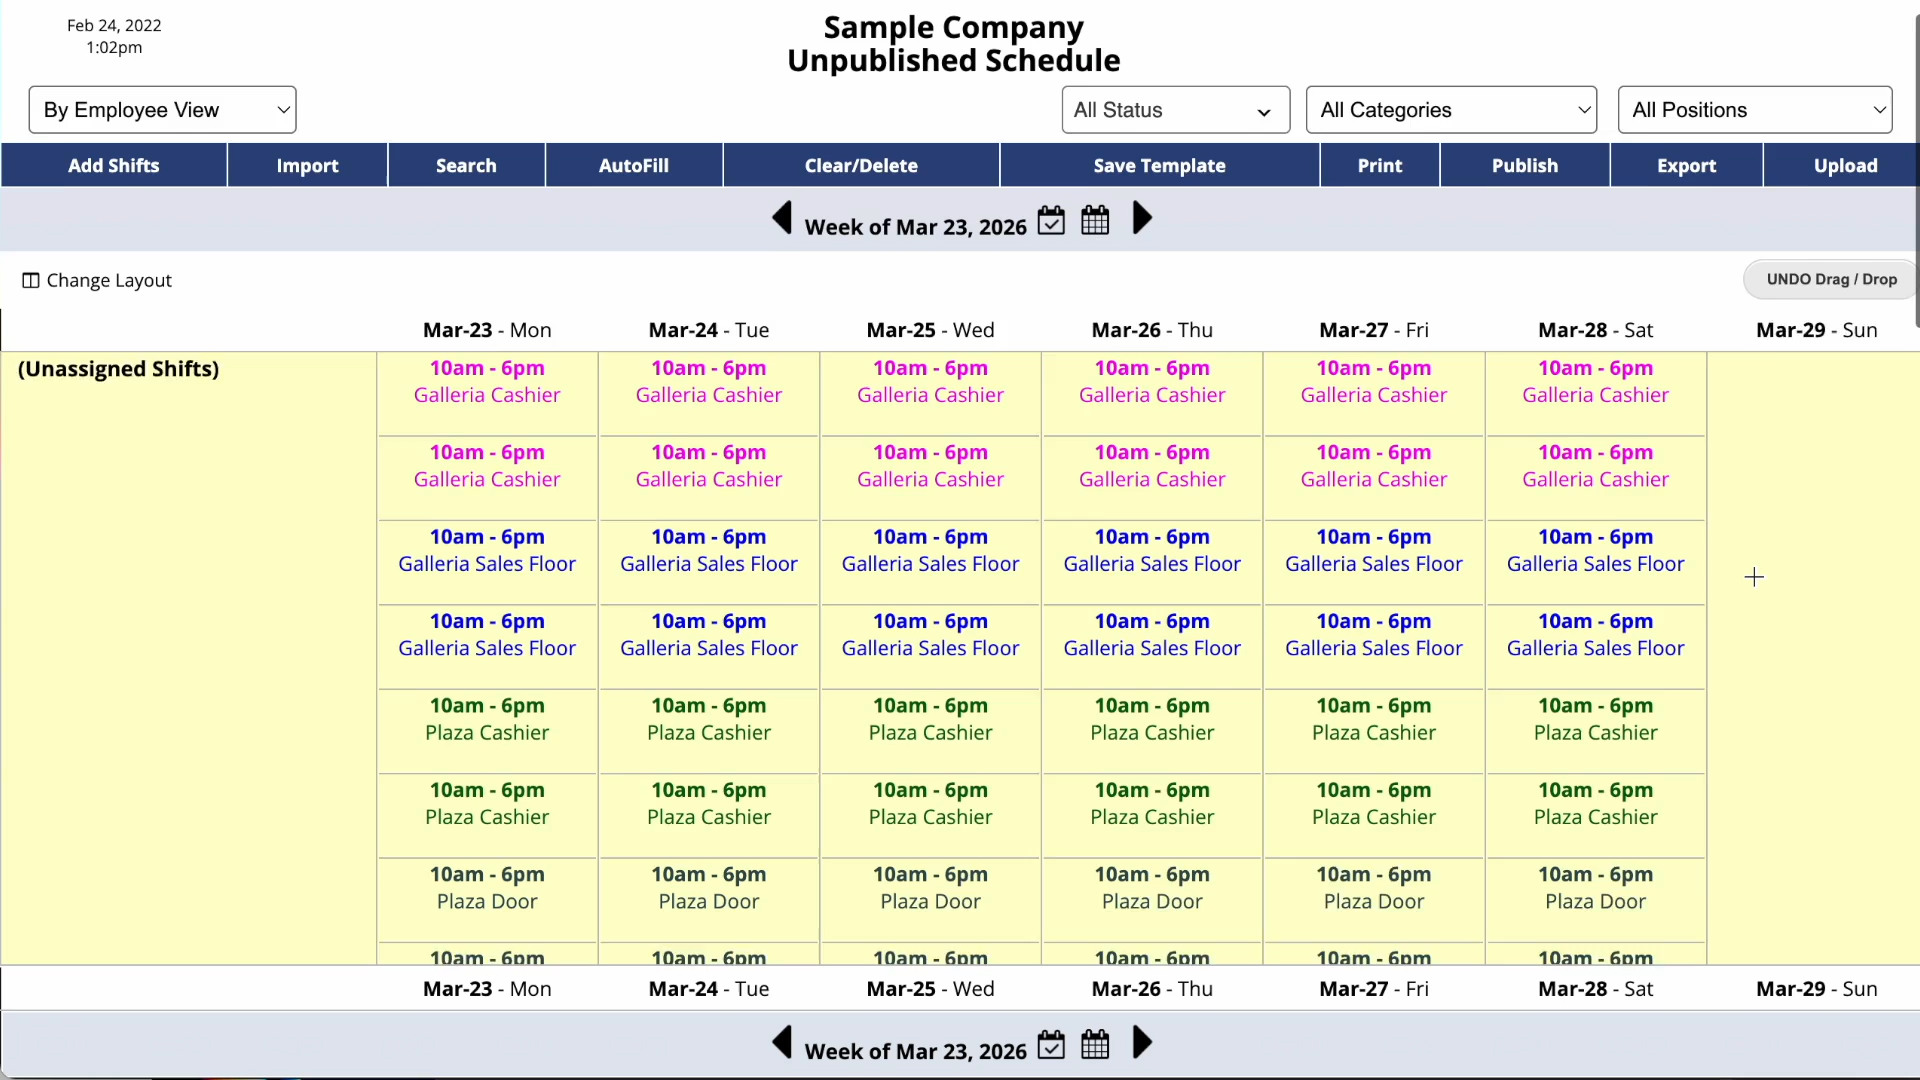 Feb 24, 2022
1:02pm
Sample Company
Unpublished Schedule
By Employee View
All Status
All Categories
All Positions
Add Shifts Import Search AutoFill Clear/Delete Save Template Print Publish Export Upload
Week of Mar 23, 2026
Change Layout
UNDO Drag / Drop
Mar-23 - Mon Mar-24 - Tue Mar-25 - Wed Mar-26 - Thu Mar-27 - Fri Mar-28 - Sat Mar-29 - Sun
(Unassigned Shifts)
10am - 6pm 10am - 6pm 10am - 6pm 10am - 6pm 10am - 6pm 10am - 6pm
Galleria Cashier Galleria Cashier Galleria Cashier Galleria Cashier Galleria Cashier Galleria Cashier
10am - 6pm 10am - 6pm 10am - 6pm 10am - 6pm 10am - 6pm 10am - 6pm
Galleria Cashier Galleria Cashier Galleria Cashier Galleria Cashier Galleria Cashier Galleria Cashier
10am - 6pm 10am - 6pm 10am - 6pm 10am - 6pm 10am - 6pm 10am - 6pm
Galleria Sales Floor Galleria Sales Floor Galleria Sales Floor Galleria Sales Floor Galleria Sales Floor Galleria Sales Floor
10am - 6pm 10am - 6pm 10am - 6pm 10am - 6pm 10am - 6pm 10am - 6pm
Galleria Sales Floor Galleria Sales Floor Galleria Sales Floor Galleria Sales Floor Galleria Sales Floor Galleria Sales Floor
10am - 6pm 10am - 6pm 10am - 6pm 10am - 6pm 10am - 6pm 10am - 6pm
Plaza Cashier Plaza Cashier Plaza Cashier Plaza Cashier Plaza Cashier Plaza Cashier
10am - 6pm 10am - 6pm 10am - 6pm 10am - 6pm 10am - 6pm 10am - 6pm
Plaza Cashier Plaza Cashier Plaza Cashier Plaza Cashier Plaza Cashier Plaza Cashier
10am - 6pm 10am - 6pm 10am - 6pm 10am - 6pm 10am - 6pm 10am - 6pm
Plaza Door Plaza Door Plaza Door Plaza Door Plaza Door Plaza Door
10am - 6pm 10am - 6pm 10am - 6pm 10am - 6pm 10am - 6pm 10am - 6pm
Mar-23 - Mon Mar-24 - Tue Mar-25 - Wed Mar-26 - Thu Mar-27 - Fri Mar-28 - Sat Mar-29 - Sun
Week of Mar 23, 2026